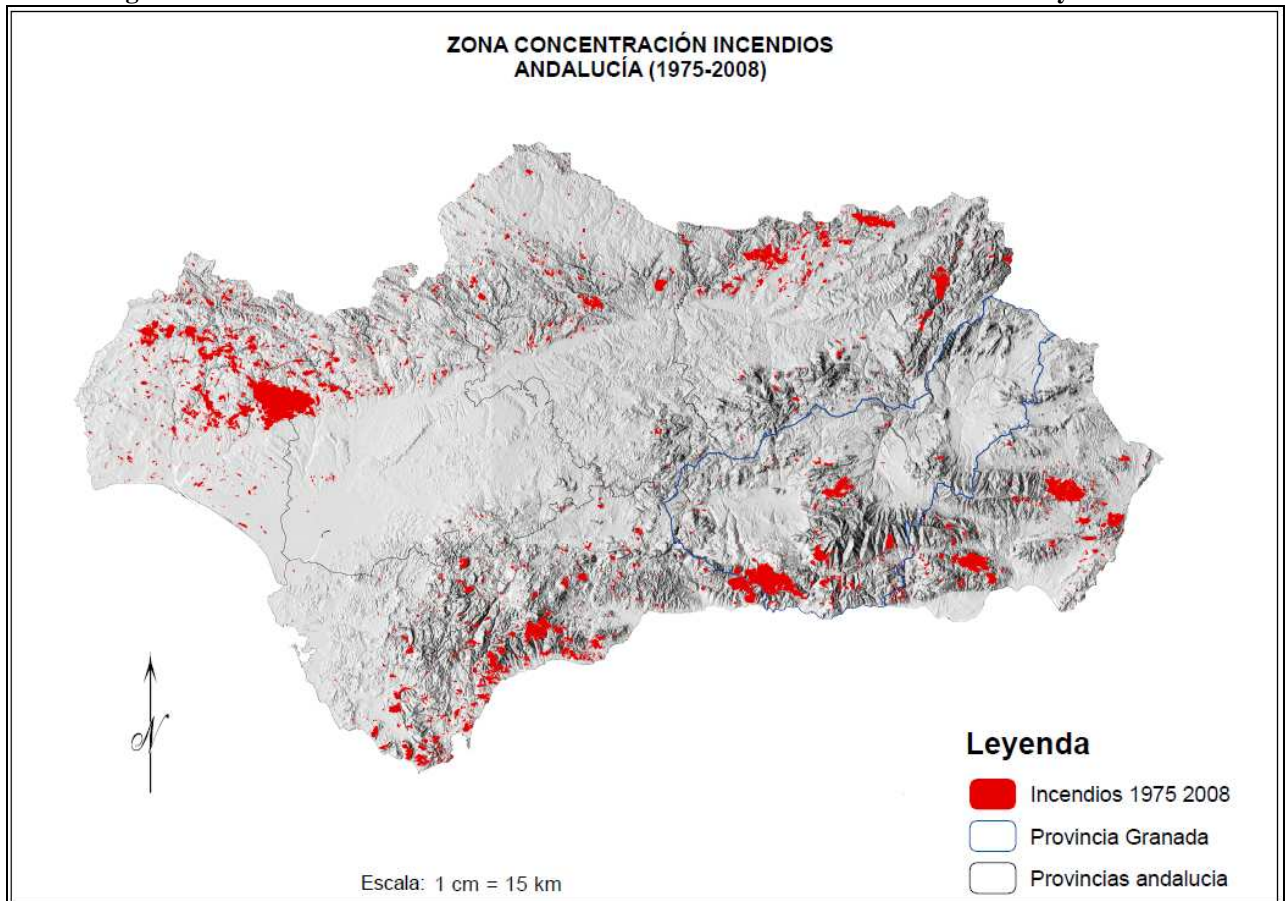 ZONA CONCENTRACIÓN INCENDIOS
ANDALUCÍA (1975-2008)
N
Leyenda
Incendios 1975 2008
Provincia Granada
Provincias andalucia
Escala: 1 cm = 15 km